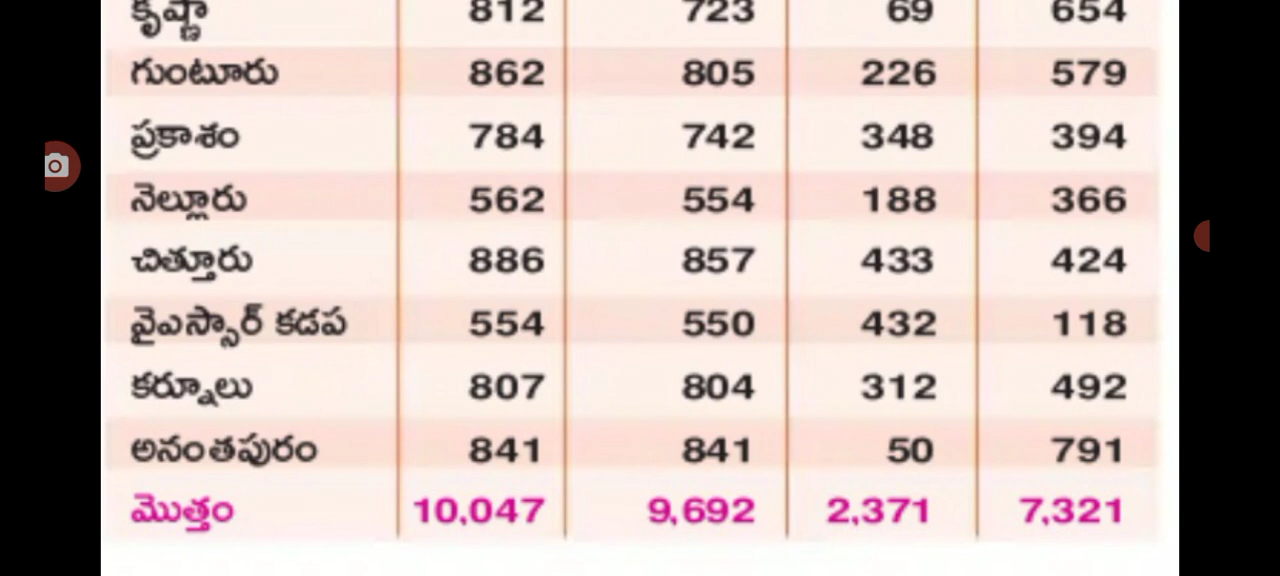 కృష్ణా 812 723 69 654
గుంటూరు 862 805 226 579
ప్రకాశం 784 742 348 394
నెల్లూరు 562 554 188 366
చిత్తూరు 886 857 433 424
వైఎస్సార్ కడప 554 550 432 118
కర్నూలు 807 804 312 492
అనంతపురం 841 841 50 791
మొత్తం 10,047 9,692 2,371 7,321